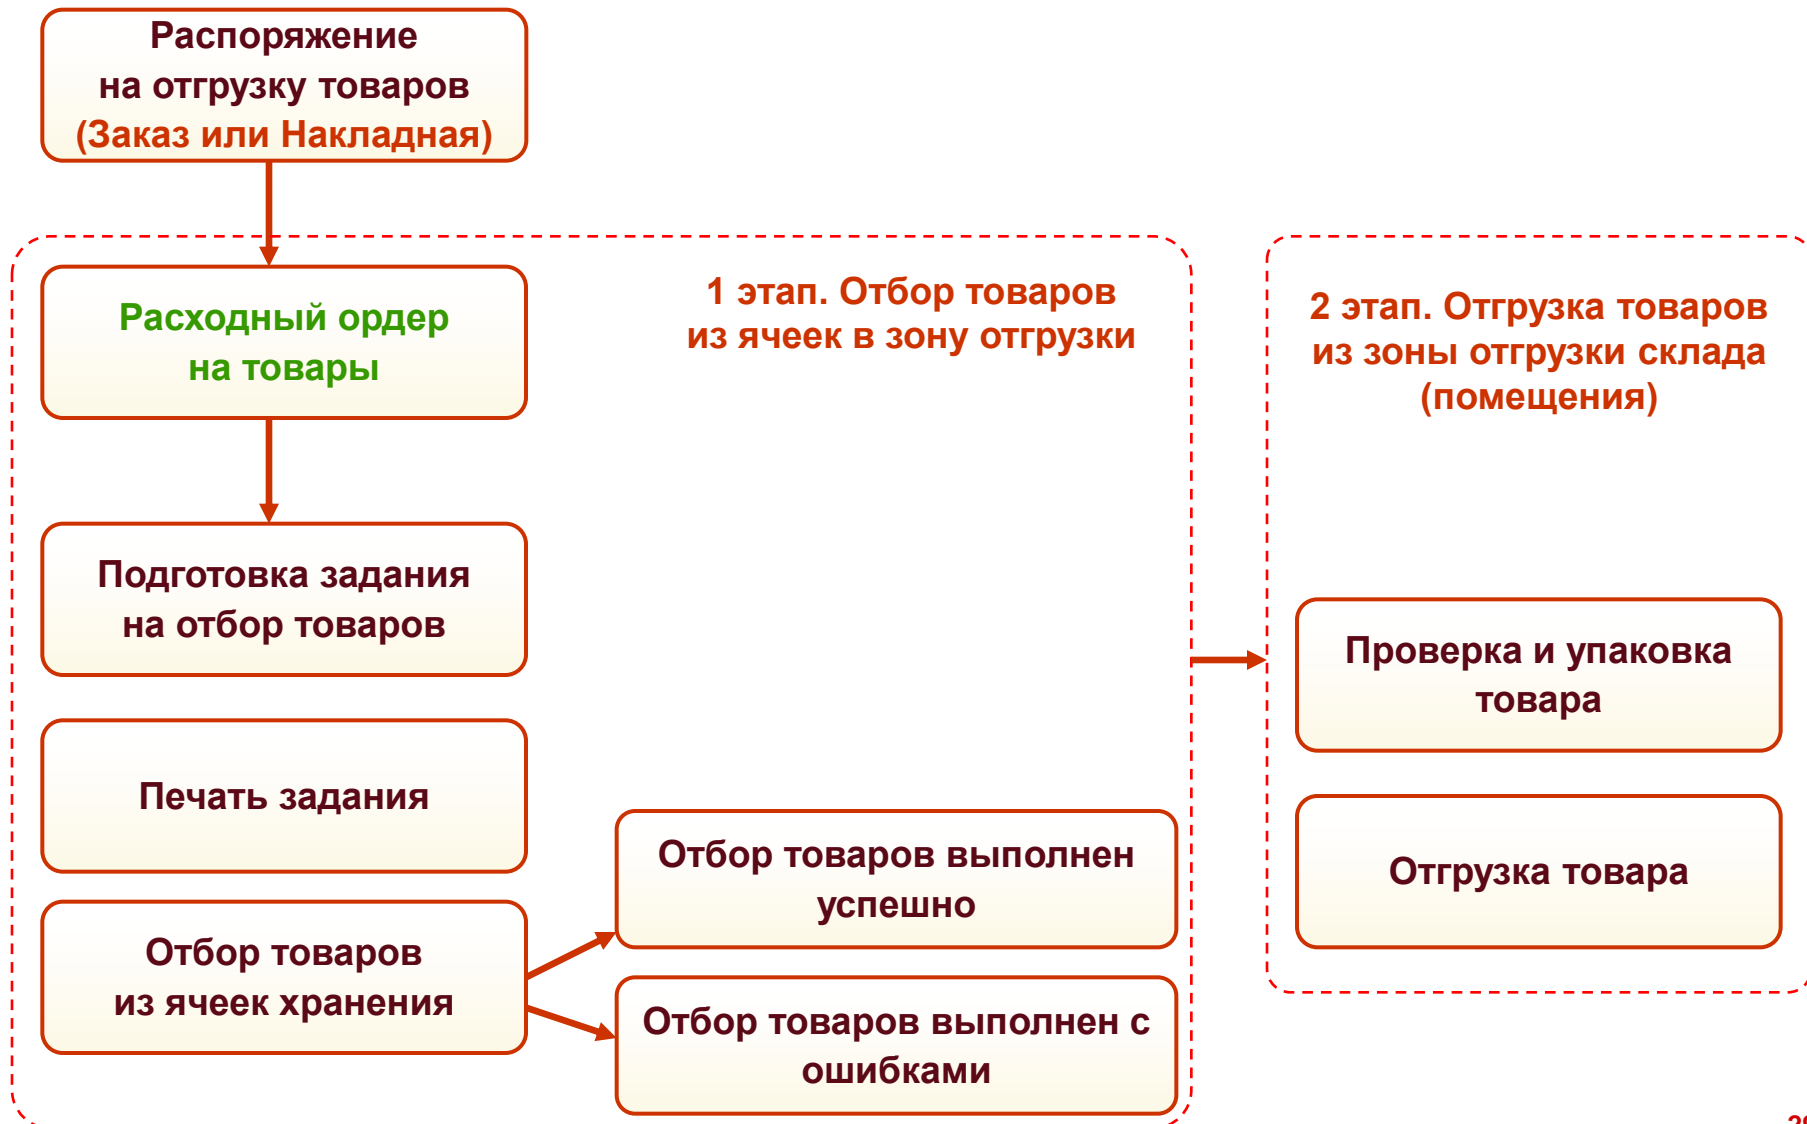 Распоряжение
на отгрузку товаров
(Заказ или Накладная)
Расходный ордер
на товары
1 этап. Отбор товаров
из ячеек в зону отгрузки
2 этап. Отгрузка товаров
из зоны отгрузки склада
(помещения)
Подготовка задания
на отбор товаров
Печать задания
Отбор товаров
из ячеек хранения
Отбор товаров выполнен
успешно
Отбор товаров выполнен с
ошибками
Проверка и упаковка
товара
Отгрузка товара